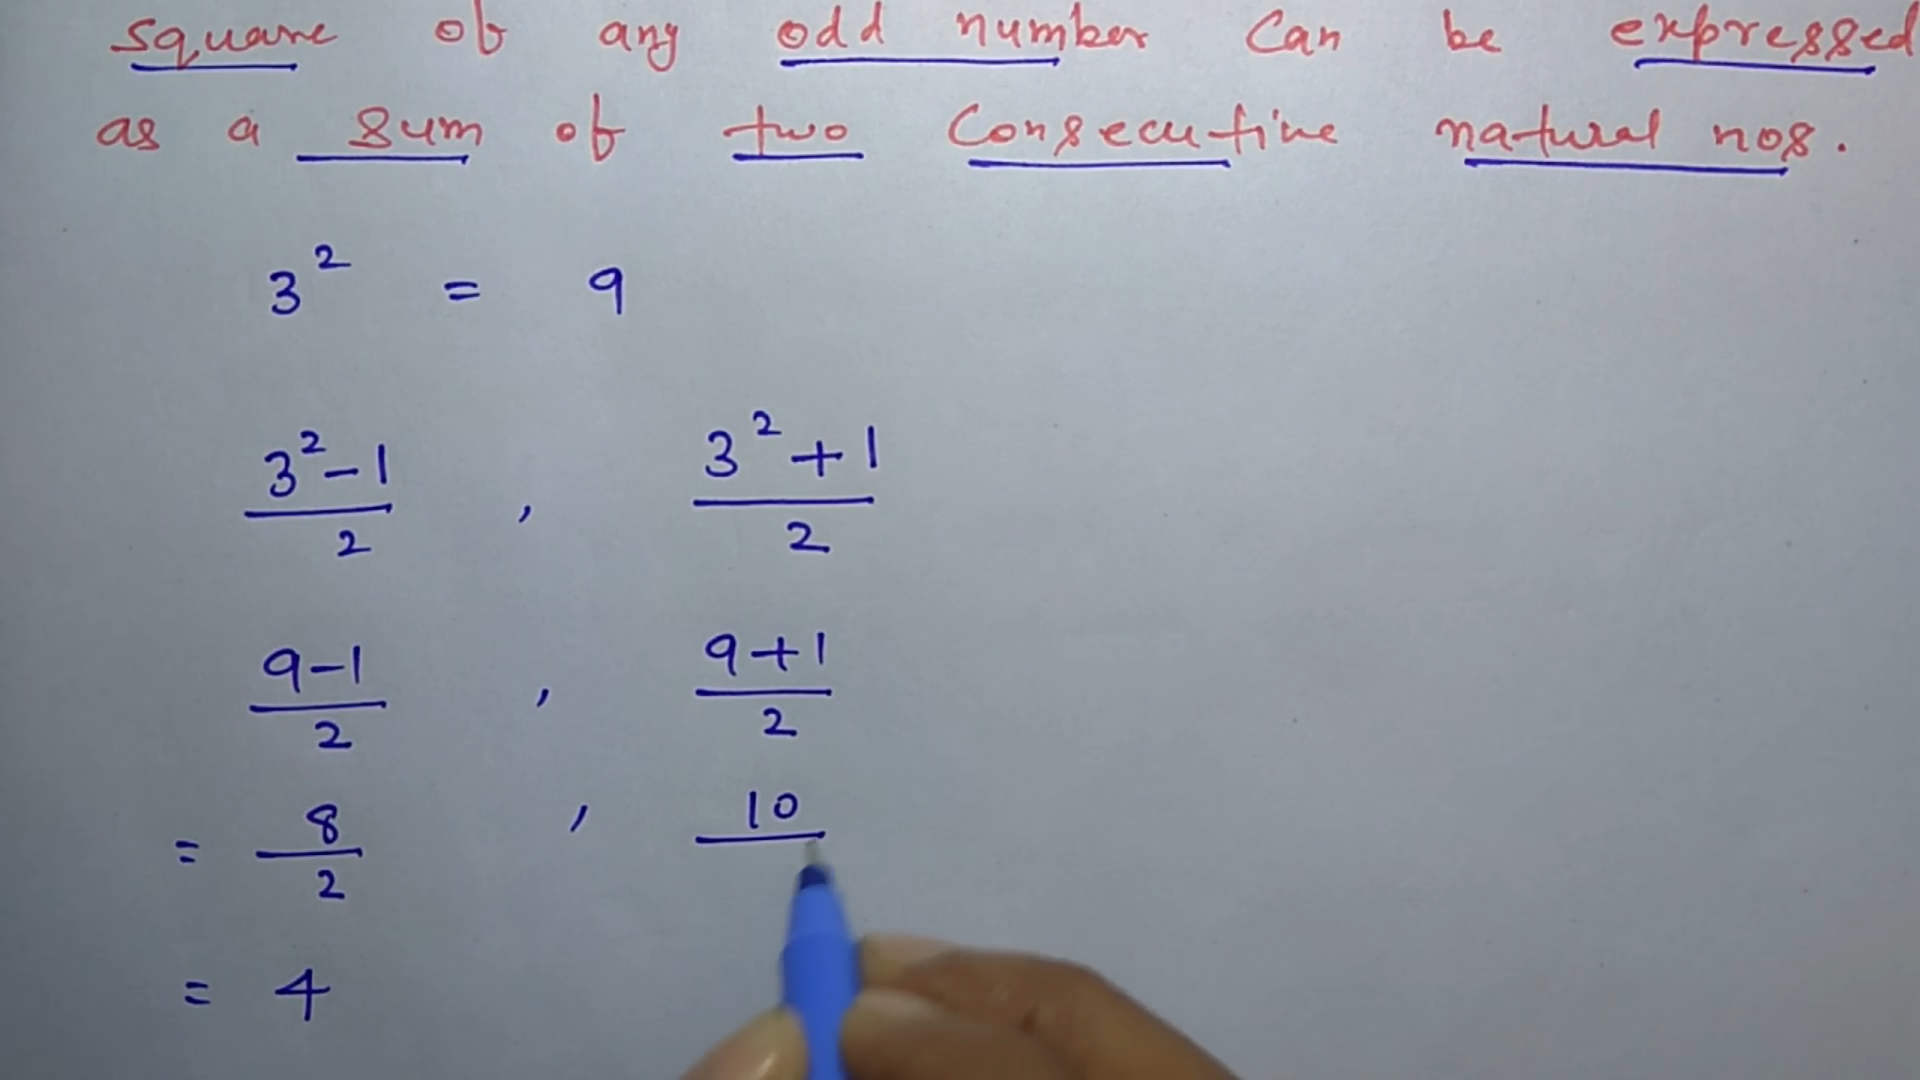 square of any odd number can be expressed
as a sum of two consecutive natural nos.
3² = 9
3²-1 / 2 , 3²+1 / 2
9-1 / 2 , 9+1 / 2
= 8 / 2 , 10
= 4